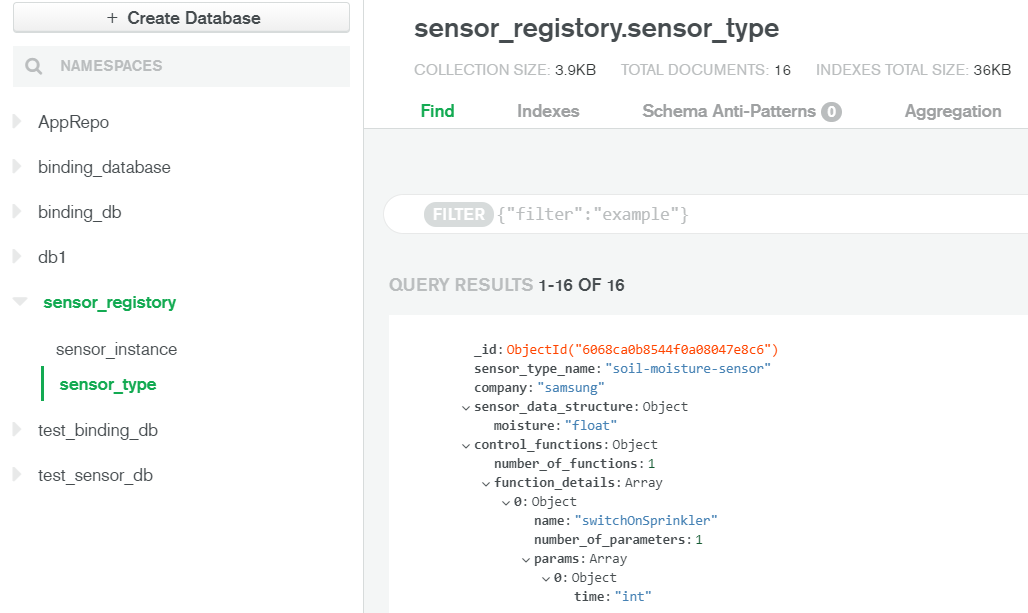 + Create Database
NAMESPACES
AppRepo
binding_database
binding_db
db1
sensor_registory
sensor_instance
sensor_type
test_binding_db
test_sensor_db
sensor_registory.sensor_type
COLLECTION SIZE: 3.9KB TOTAL DOCUMENTS: 16 INDEXES TOTAL SIZE: 36KB
Find Indexes Schema Anti-Patterns 0 Aggregation
FILTER {"filter":"example"}
QUERY RESULTS 1-16 OF 16
_id: ObjectId("6068ca0b8544f0a08047e8c6")
sensor_type_name: "soil-moisture-sensor"
company: "samsung"
sensor_data_structure: Object
moisture: "float"
control_functions: Object
number_of_functions: 1
function_details: Array
0: Object
name: "switchOnSprinkler"
number_of_parameters: 1
params: Array
0: Object
time: "int"